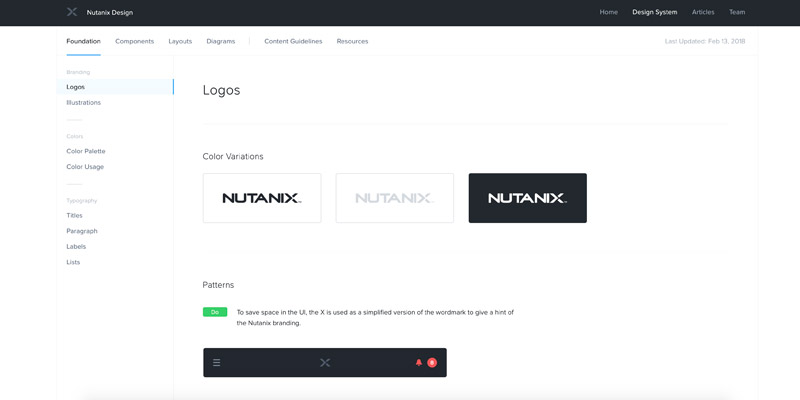 Nutanix Design
Home Design System Articles Team
Foundation Components Layouts Diagrams | Content Guidelines Resources Last Updated: Feb 13, 2018
Branding
Logos
Illustrations
Colors
Color Palette
Color Usage
Typography
Titles
Paragraph
Labels
Lists
Logos
Color Variations
NUTANIX NUTANIX NUTANIX
Patterns
Do To save space in the UI, the X is used as a simplified version of the wordmark to give a hint of
the Nutanix branding.